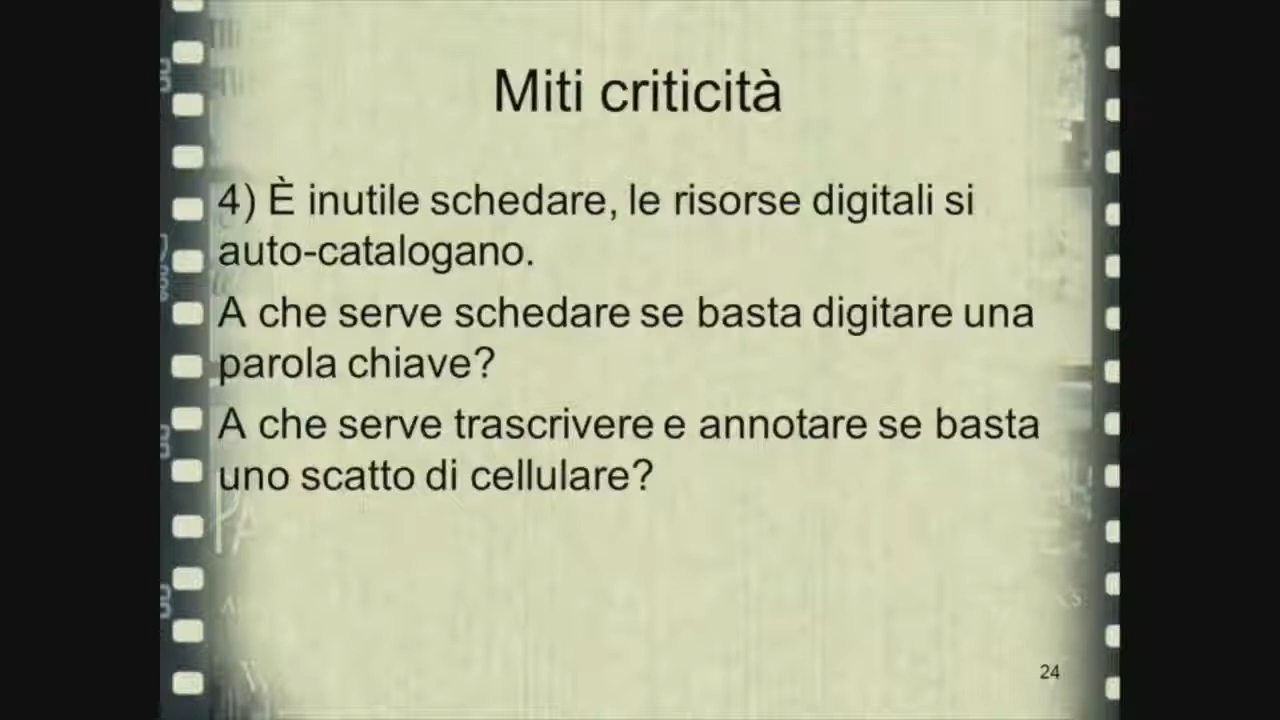 Miti criticità
4) È inutile schedare, le risorse digitali si
auto-catalogano.
A che serve schedare se basta digitare una
parola chiave?
A che serve trascrivere e annotare se basta
uno scatto di cellulare?
24